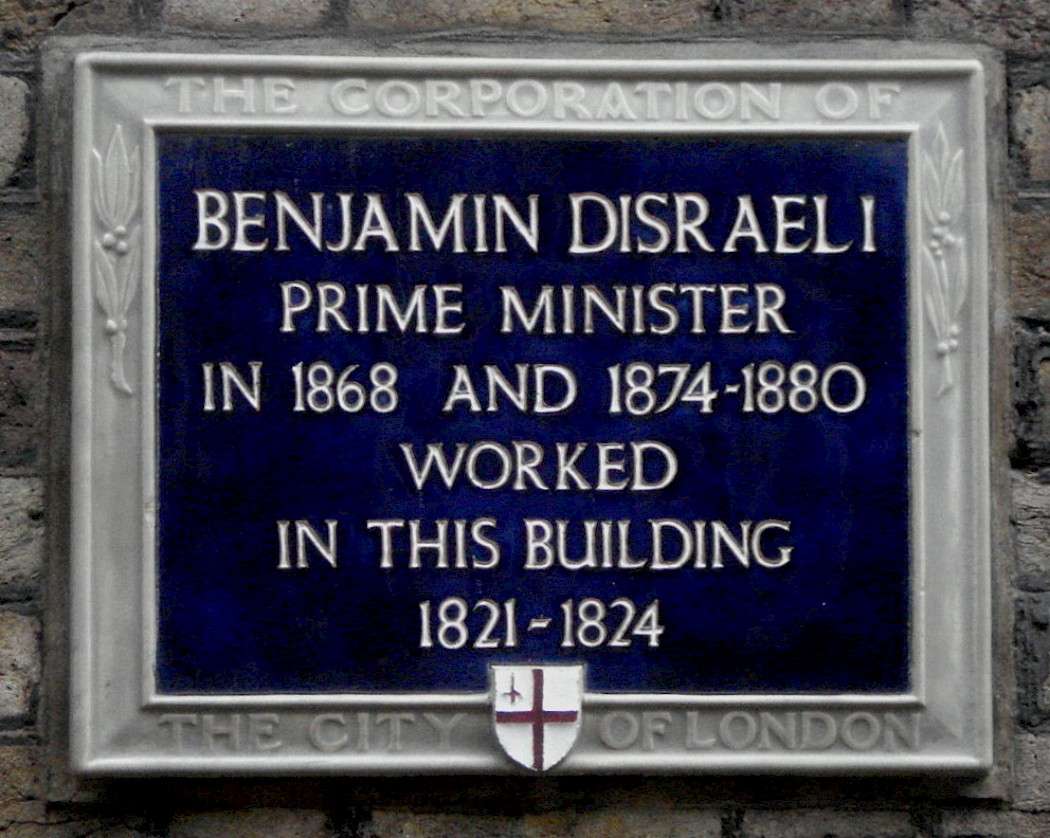 THE CORPORATION OF
BENJAMIN DISRAELI
PRIME MINISTER
IN 1868 AND 1874-1880
WORKED
IN THIS BUILDING
1821-1824
THE CITY OF LONDON